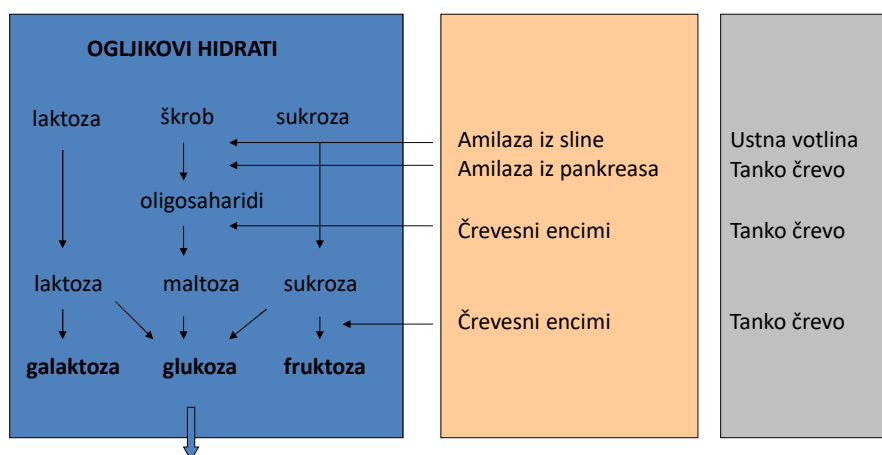 OGLJIKOVI HIDRATI
laktoza škrob sukroza
Amilaza iz sline Ustna votlina
Amilaza iz pankreasa Tanko črevo
oligosaharidi
Črevesni encimi Tanko črevo
laktoza maltoza sukroza
Črevesni encimi Tanko črevo
galaktoza glukoza fruktoza